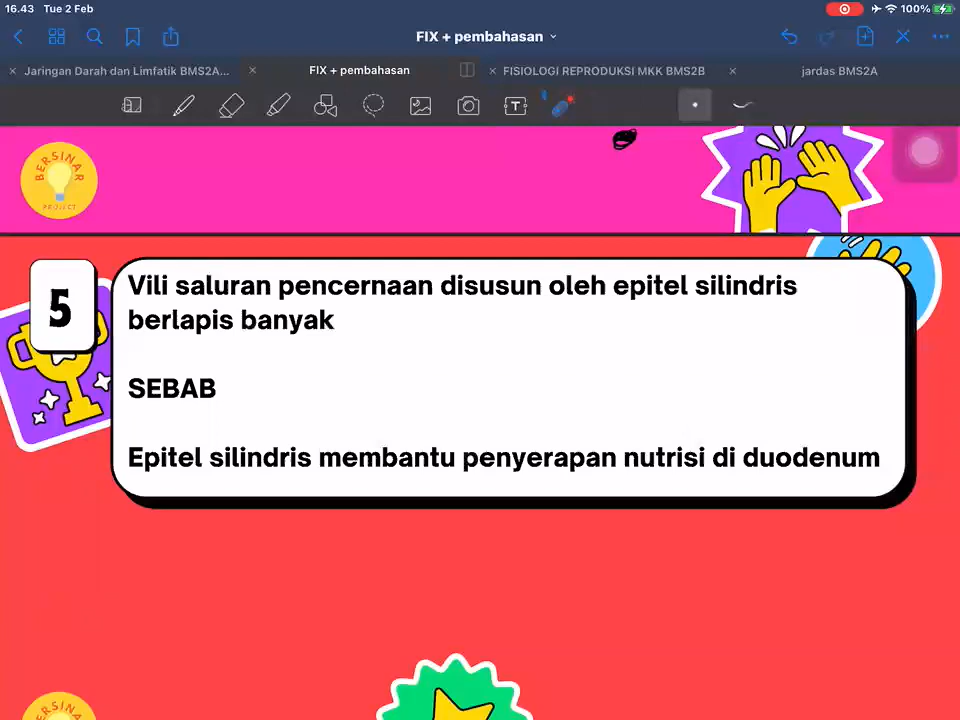 16.43 Tue 2 Feb
100%
FIX + pembahasan
Jaringan Darah dan Limfatik BMS2A...
FIX + pembahasan
FISIOLOGI REPRODUKSI MKK BMS2B
jardas BMS2A
BERSINAR
PROJECT
5
Vili saluran pencernaan disusun oleh epitel silindris
berlapis banyak
SEBAB
Epitel silindris membantu penyerapan nutrisi di duodenum
BERSINAR